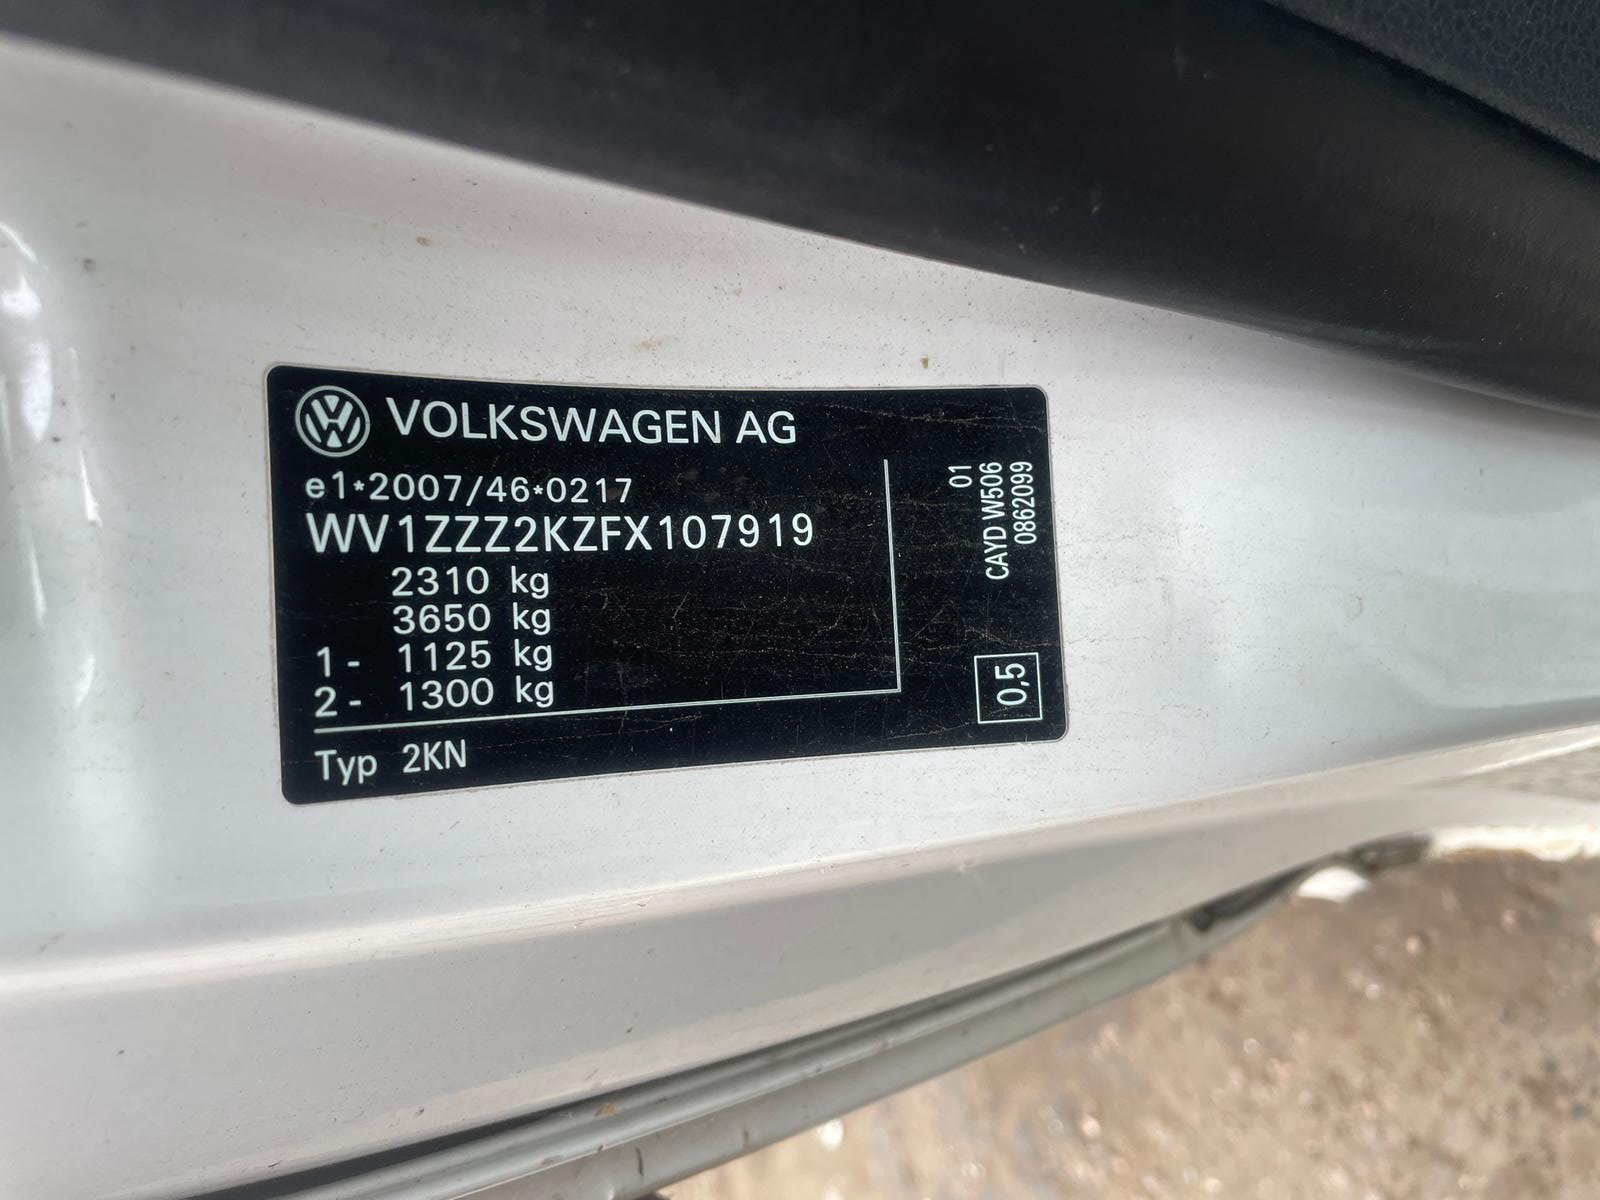 VOLKSWAGEN AG
e1*2007/46*0217
WV1ZZZ2KZFX107919
2310 kg
3650 kg
1- 1125 kg
2- 1300 kg
Typ 2KN
01
CAYD W506
0862099
0,5